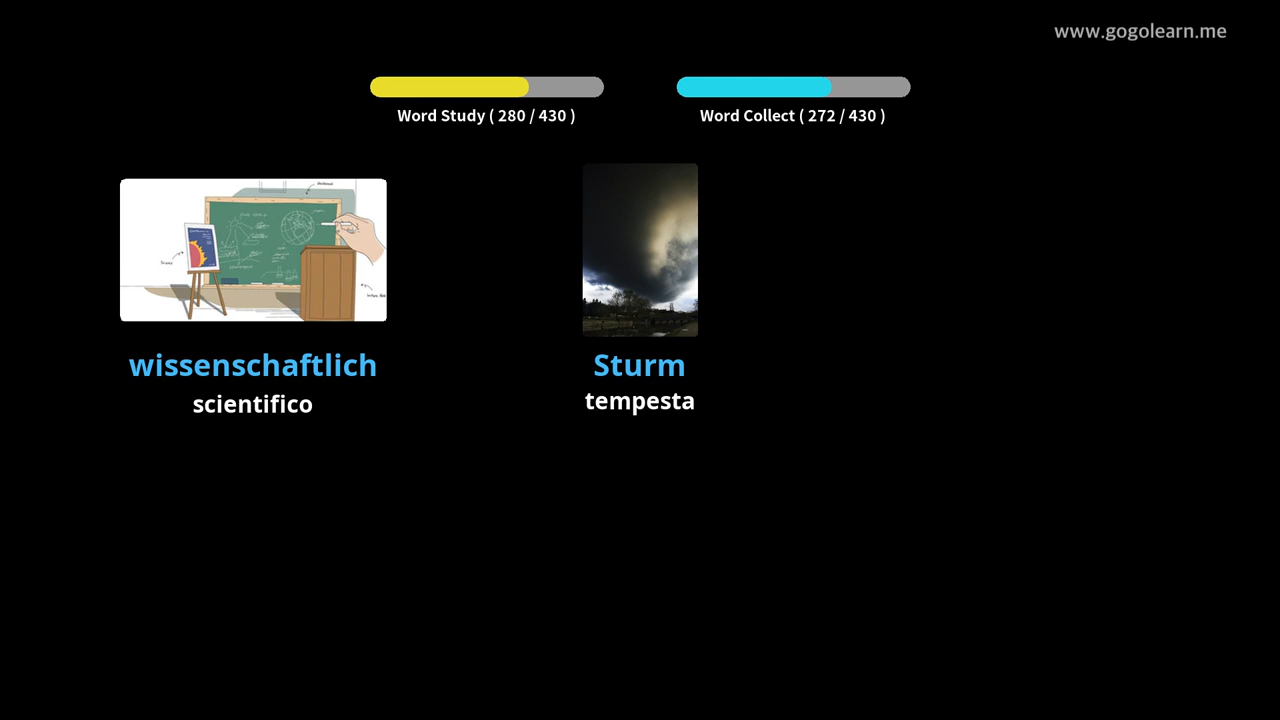 www.gogolearn.me
Word Study ( 280 / 430 )
Word Collect ( 272 / 430 )
wissenschaftlich
scientifico
Sturm
tempesta